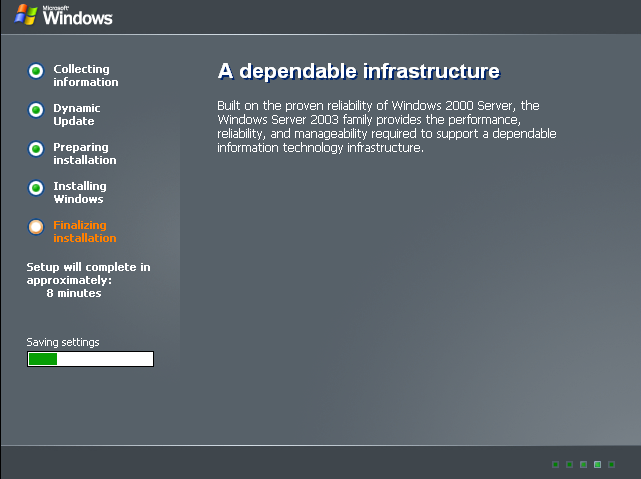 Microsoft
Windows
Collecting
information
Dynamic
Update
Preparing
installation
Installing
Windows
Finalizing
installation
Setup will complete in
approximately:
8 minutes
Saving settings
A dependable infrastructure
Built on the proven reliability of Windows 2000 Server, the
Windows Server 2003 family provides the performance,
reliability, and manageability required to support a dependable
information technology infrastructure.